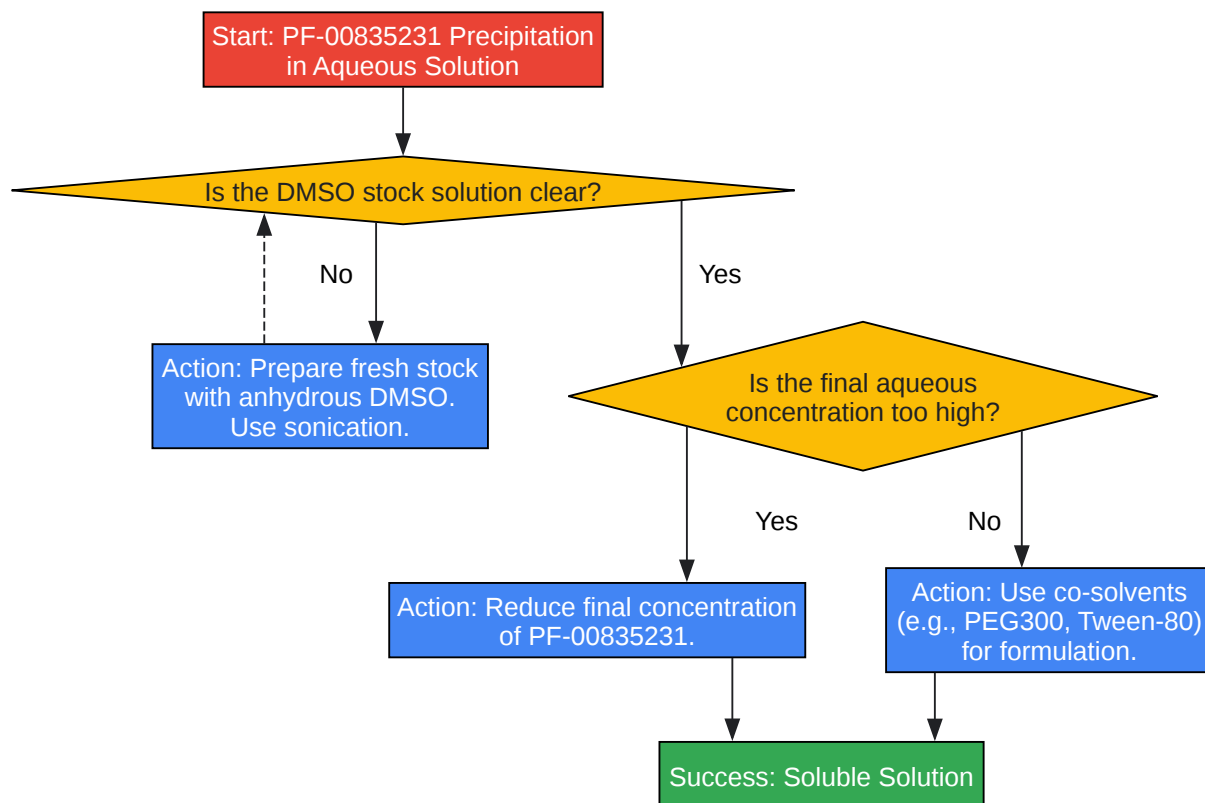 Start: PF-00835231 Precipitation
in Aqueous Solution
Is the DMSO stock solution clear?
No
Yes
Action: Prepare fresh stock
with anhydrous DMSO.
Use sonication.
Is the final aqueous
concentration too high?
Yes
No
Action: Reduce final concentration
of PF-00835231.
Action: Use co-solvents
(e.g., PEG300, Tween-80)
for formulation.
Success: Soluble Solution